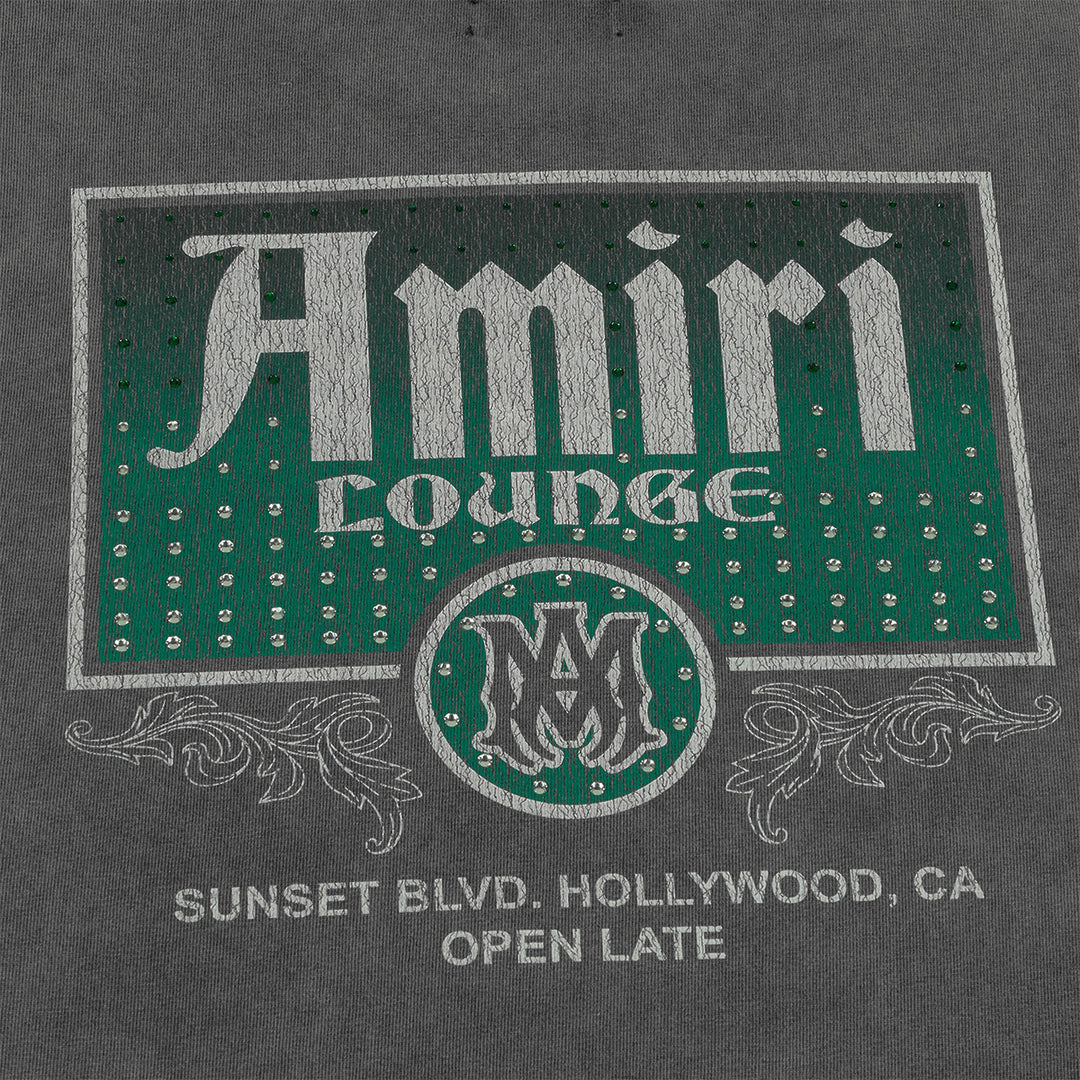 Amiri
LOUNGE
MA
SUNSET BLVD. HOLLYWOOD, CA
OPEN LATE